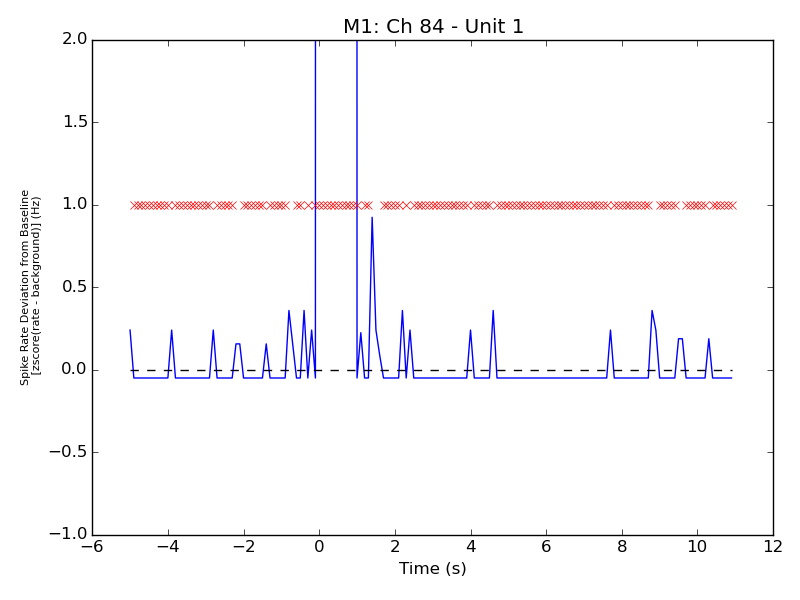 M1: Ch 84 - Unit 1
2.0
1.5
1.0
0.5
0.0
−0.5
−1.0
Spike Rate Deviation from Baseline
[zscore(rate - background)] (Hz)
−6 −4 −2 0 2 4 6 8 10 12
Time (s)